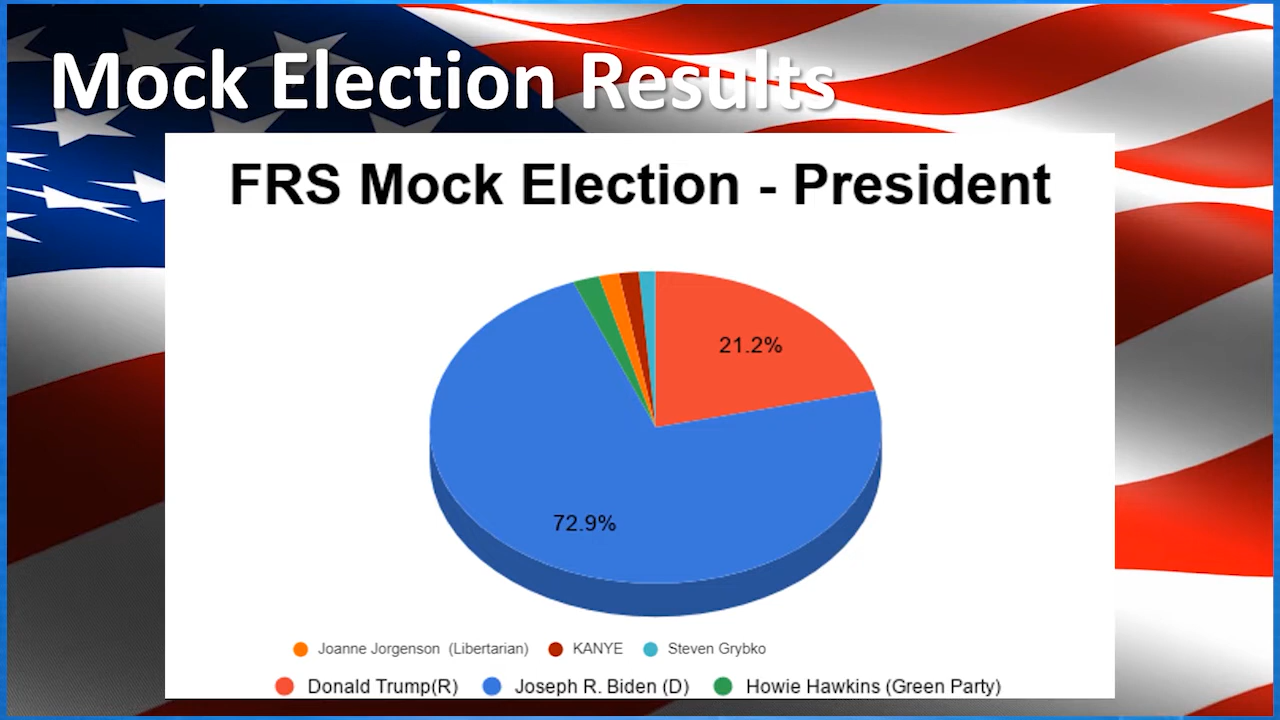 Mock Election Results
FRS Mock Election - President
21.2%
72.9%
Joanne Jorgenson (Libertarian) KANYE Steven Grybko
Donald Trump(R) Joseph R. Biden (D) Howie Hawkins (Green Party)